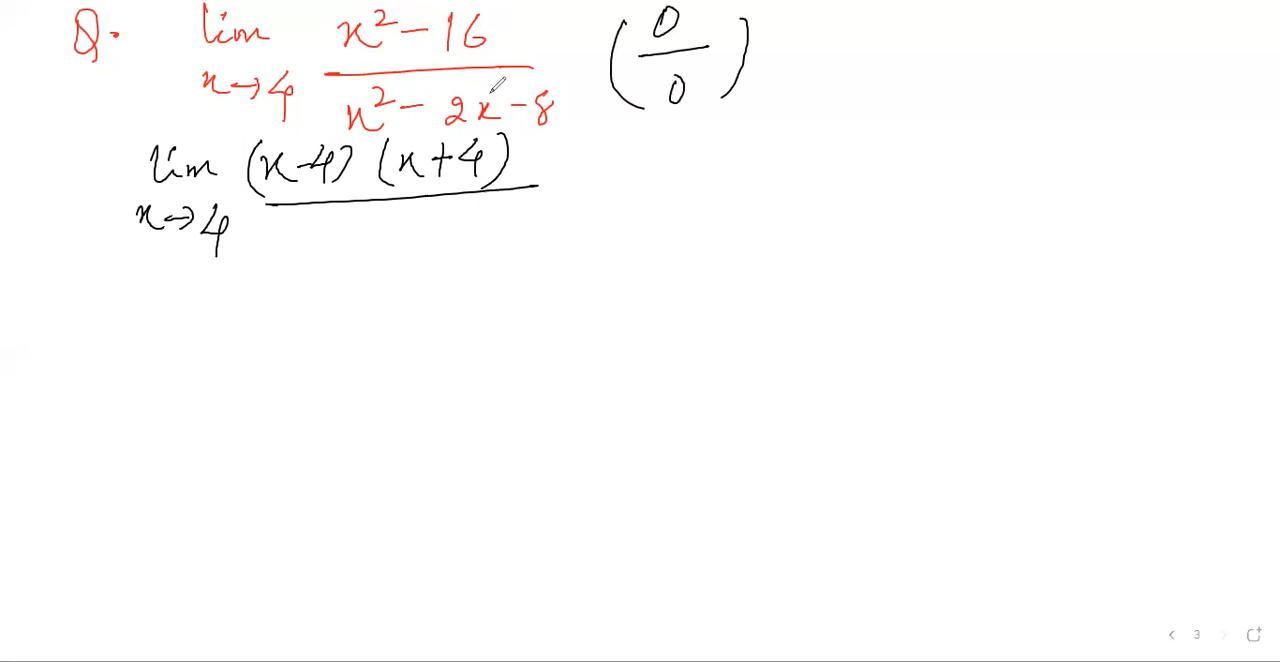 Q. lim x→4 (x² - 16)/(x² - 2x - 8) (0/0)
lim x→4 (x-4) (x+4)
3